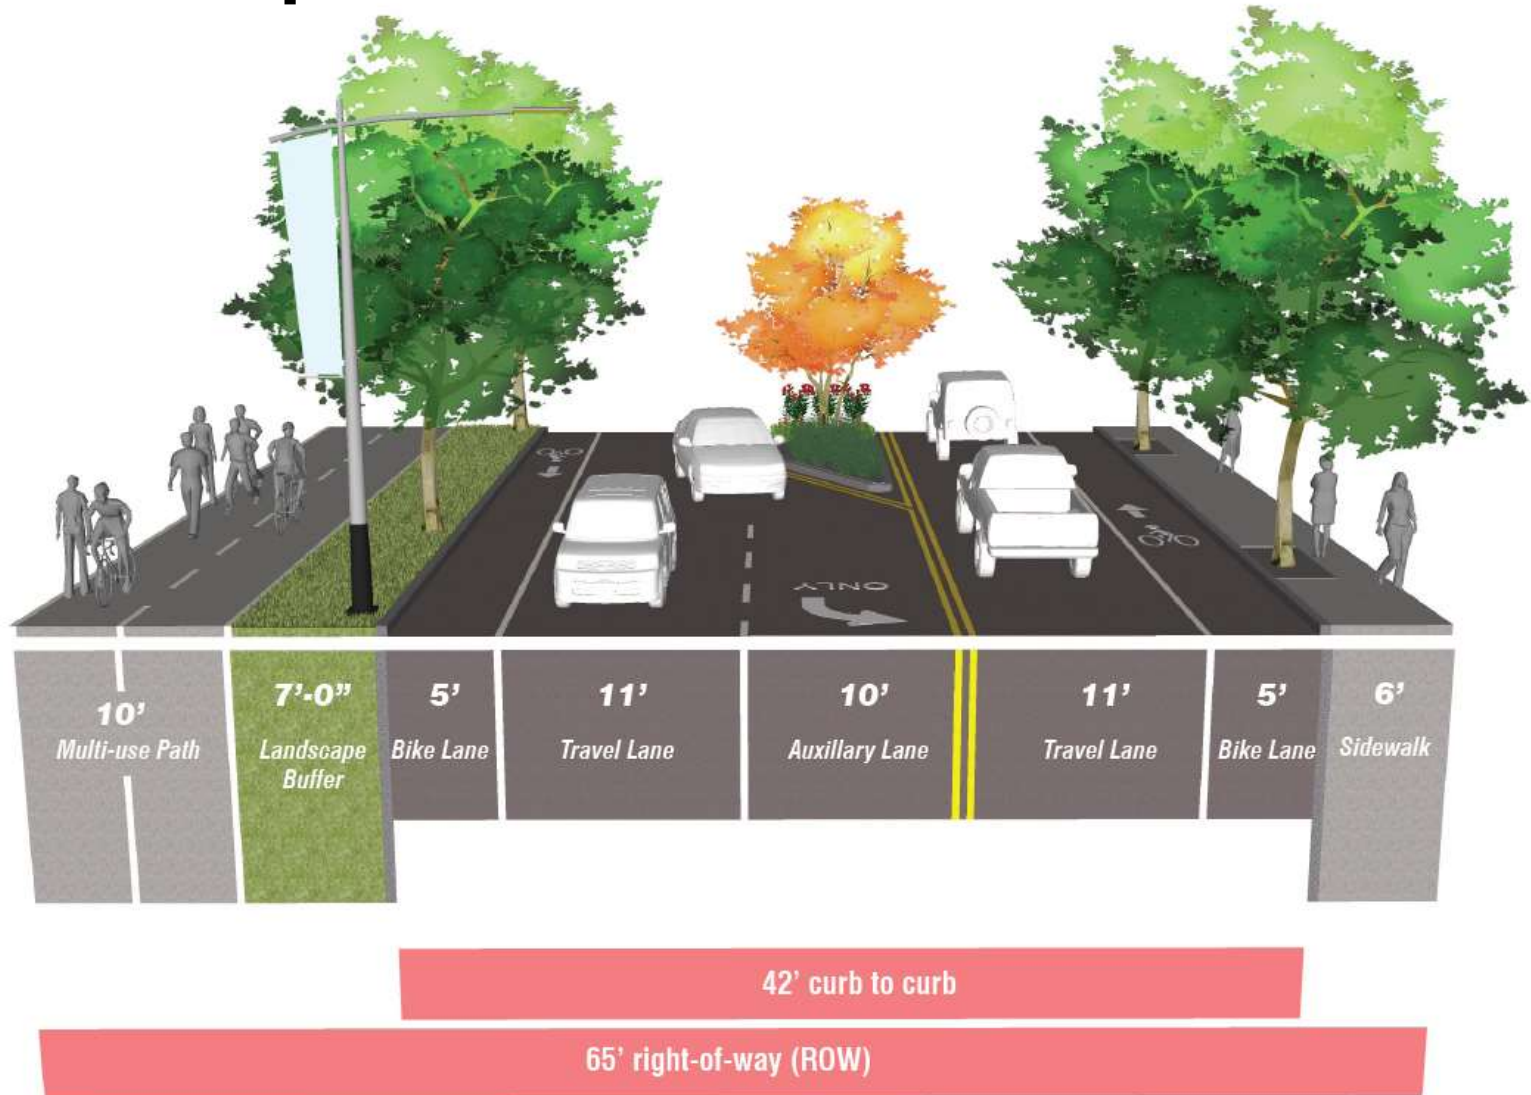 ONLY
10’
Multi-use Path
7’-0”
Landscape
Buffer
5’
Bike Lane
11’
Travel Lane
10’
Auxillary Lane
11’
Travel Lane
5’
Bike Lane
6’
Sidewalk
42’ curb to curb
65’ right-of-way (ROW)